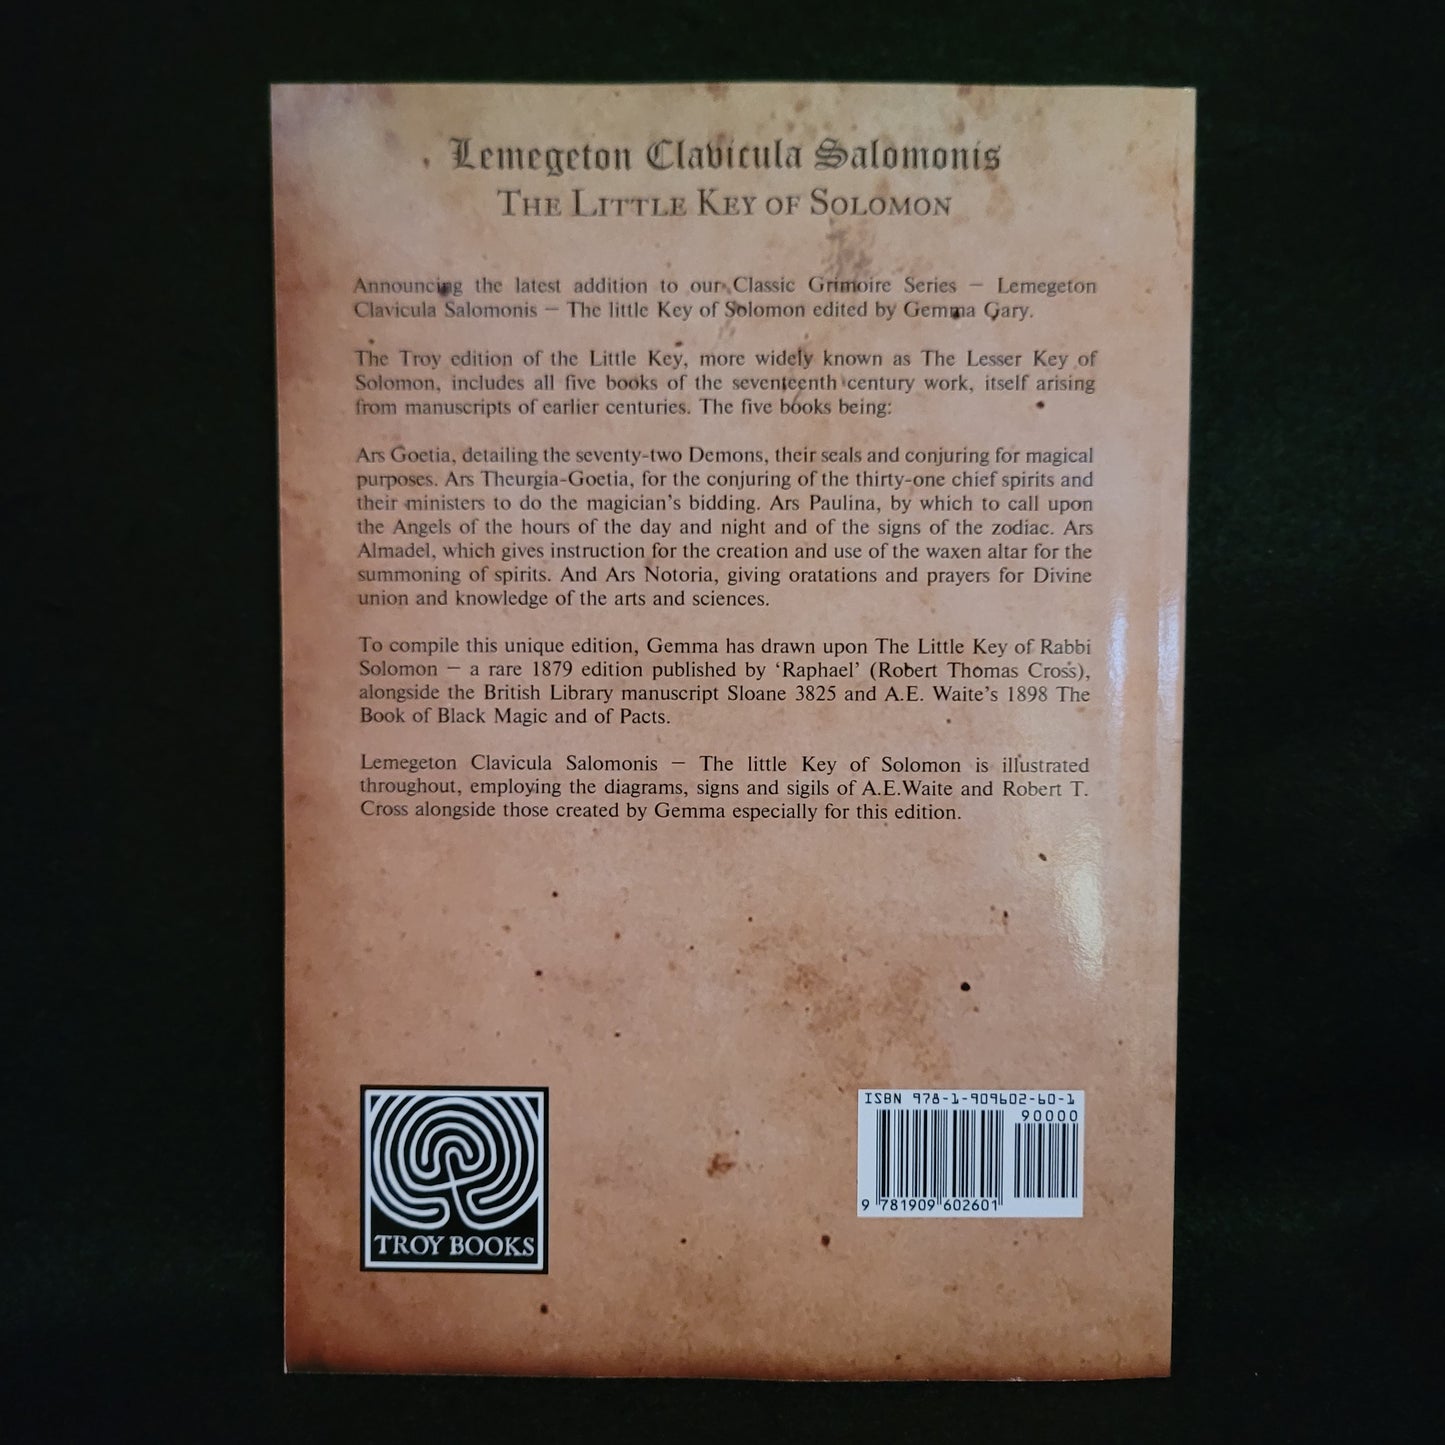 Lemegeton Clavicula Salomonis
THE LITTLE KEY OF SOLOMON
Announcing the latest addition to our Classic Grimoire Series — Lemegeton
Clavicula Salomonis — The little Key of Solomon edited by Gemma Gary.
The Troy edition of the Little Key, more widely known as The Lesser Key of
Solomon, includes all five books of the seventeenth century work, itself arising
from manuscripts of earlier centuries. The five books being:
Ars Goetia, detailing the seventy-two Demons, their seals and conjuring for magical
purposes. Ars Theurgia-Goetia, for the conjuring of the thirty-one chief spirits and
their ministers to do the magician's bidding. Ars Paulina, by which to call upon
the Angels of the hours of the day and night and of the signs of the zodiac. Ars
Almadel, which gives instruction for the creation and use of the waxen altar for the
summoning of spirits. And Ars Notoria, giving oratations and prayers for Divine
union and knowledge of the arts and sciences.
To compile this unique edition, Gemma has drawn upon The Little Key of Rabbi
Solomon — a rare 1879 edition published by 'Raphael' (Robert Thomas Cross),
alongside the British Library manuscript Sloane 3825 and A.E. Waite's 1898 The
Book of Black Magic and of Pacts.
Lemegeton Clavicula Salomonis — The little Key of Solomon is illustrated
throughout, employing the diagrams, signs and sigils of A.E.Waite and Robert T.
Cross alongside those created by Gemma especially for this edition.
TROY BOOKS
ISBN 978-1-909602-60-1
90000
9 781909 602601